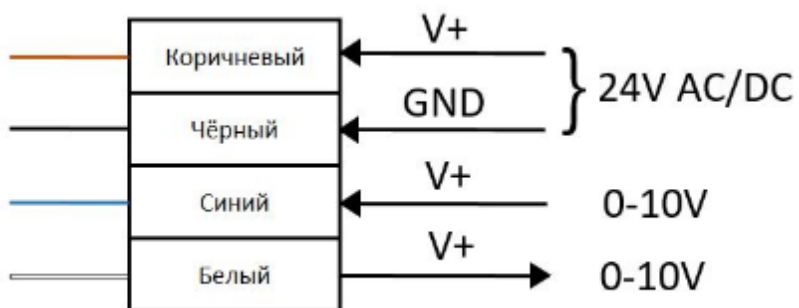 Коричневый V+
Чёрный GND 24V AC/DC
Синий V+ 0-10V
Белый V+ 0-10V